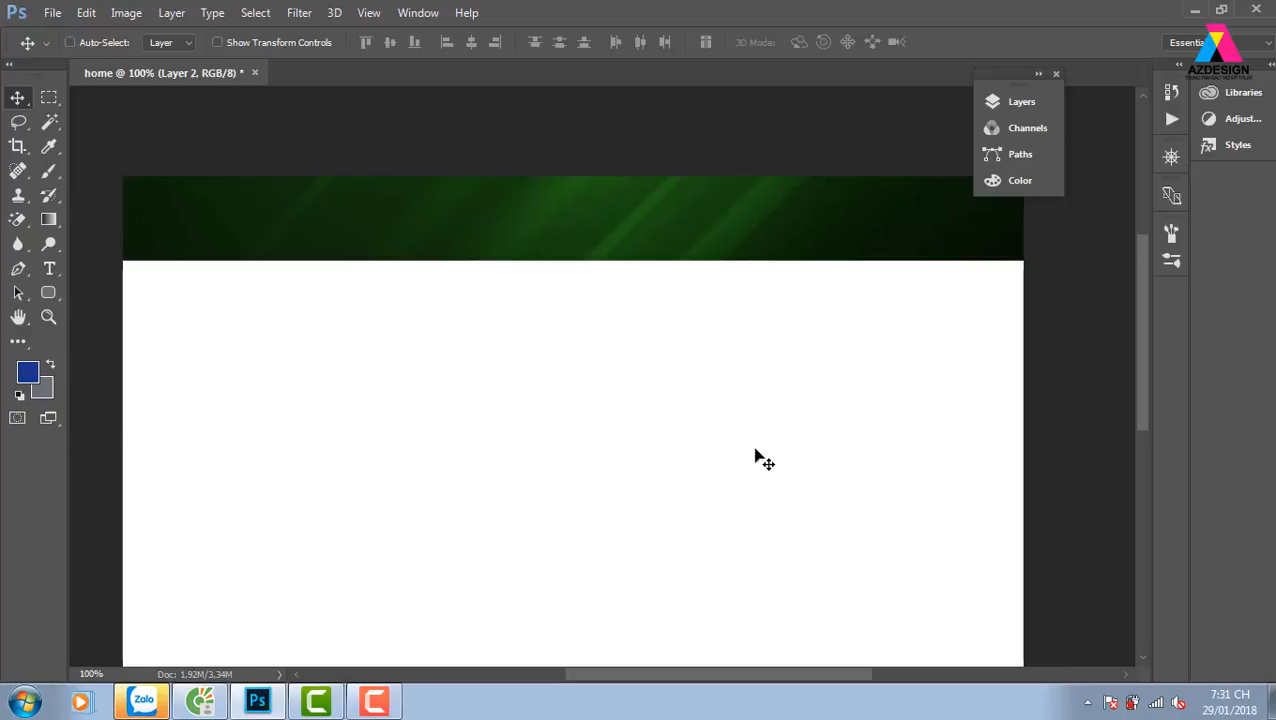 Ps File Edit Image Layer Type Select Filter 3D View Window Help
Auto-Select: Layer Show Transform Controls 3D Mode: Essentia
AZDESIGN
home @ 100% (Layer 2, RGB/8) *
Layers
Channels
Paths
Color
Libraries
Adjust...
Styles
100% Doc: 1,92M/3,34M
Zalo Ps
7:31 CH
29/01/2018